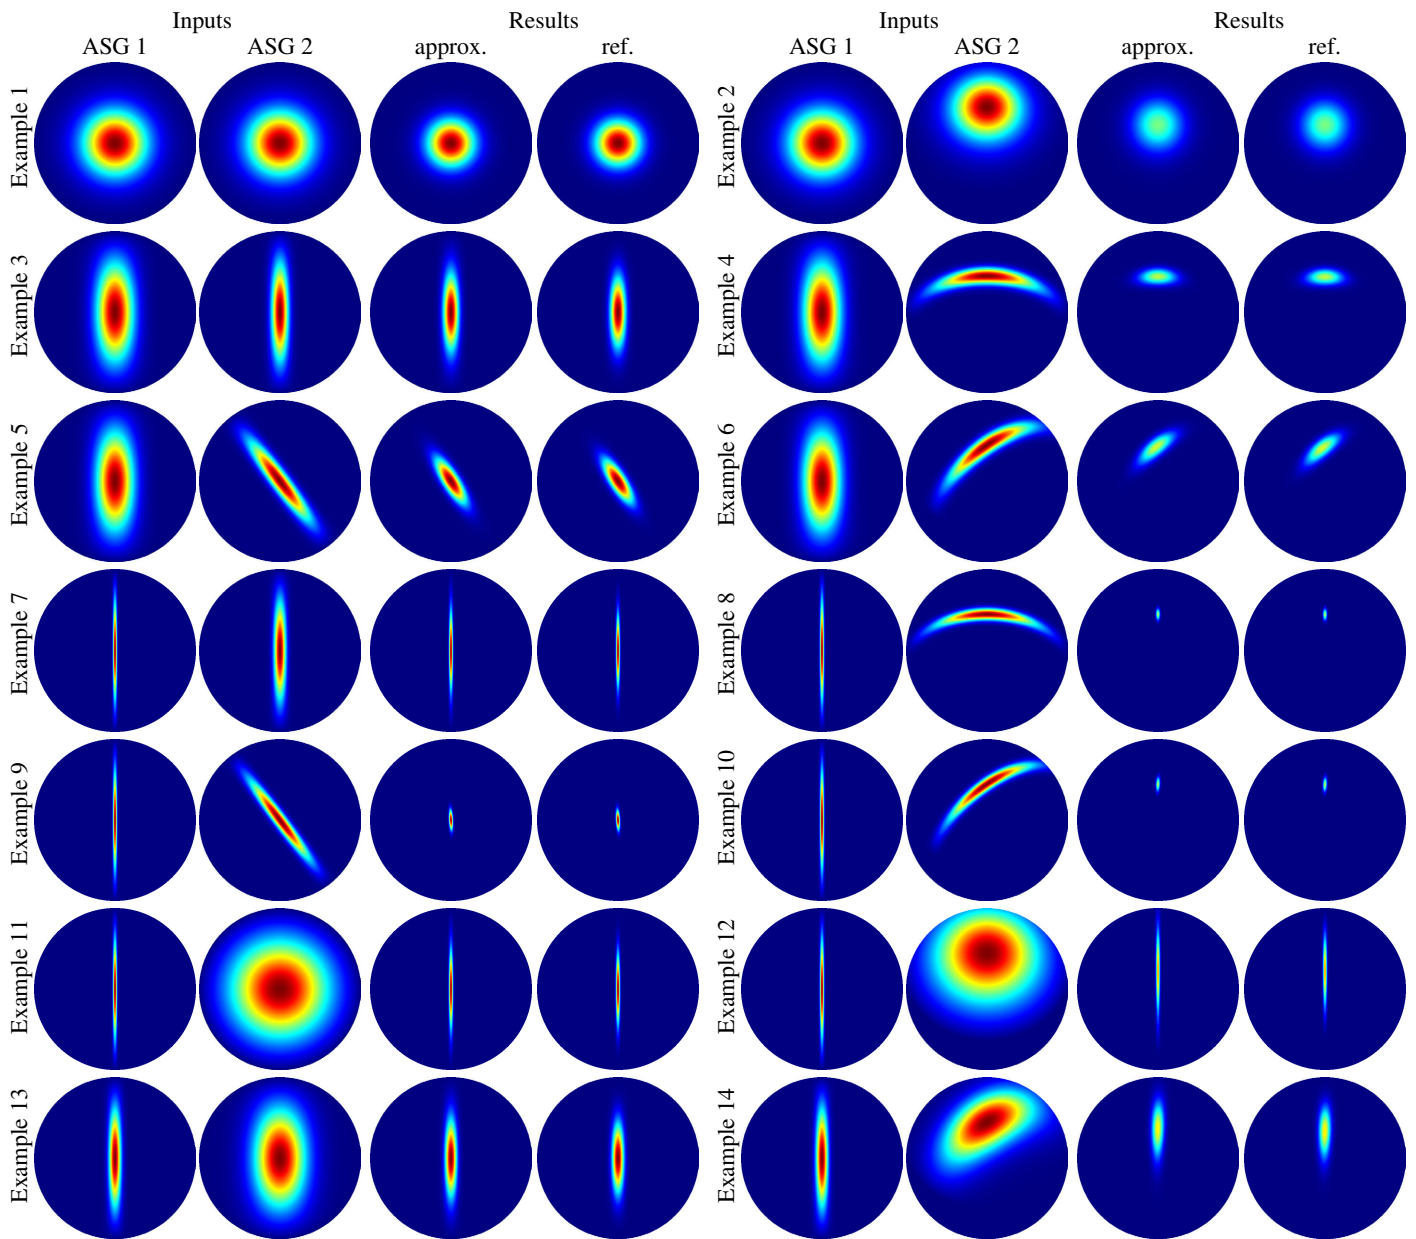 Inputs Results Inputs Results
ASG 1 ASG 2 approx. ref. ASG 1 ASG 2 approx. ref.
Example 1 Example 2
Example 3 Example 4
Example 5 Example 6
Example 7 Example 8
Example 9 Example 10
Example 11 Example 12
Example 13 Example 14